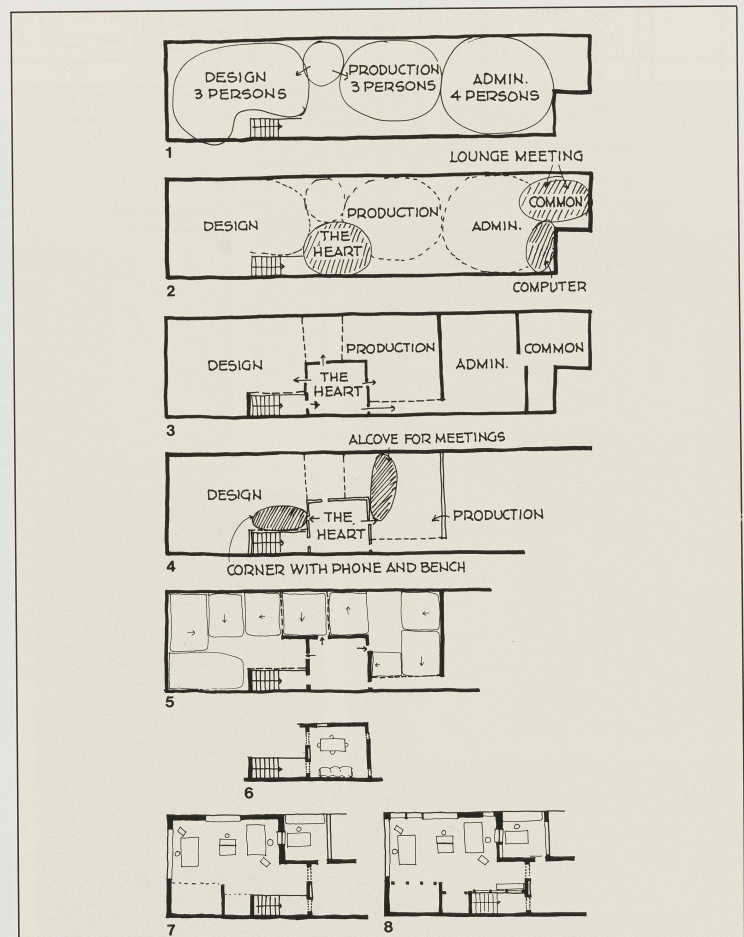 DESIGN
3 PERSONS
PRODUCTION
3 PERSONS
ADMIN.
4 PERSONS
1
LOUNGE MEETING
DESIGN
THE
HEART
PRODUCTION
ADMIN.
COMMON
COMPUTER
2
DESIGN
THE
HEART
PRODUCTION
ADMIN.
COMMON
3
ALCOVE FOR MEETINGS
DESIGN
THE
HEART
PRODUCTION
CORNER WITH PHONE AND BENCH
4
5
6
7
8